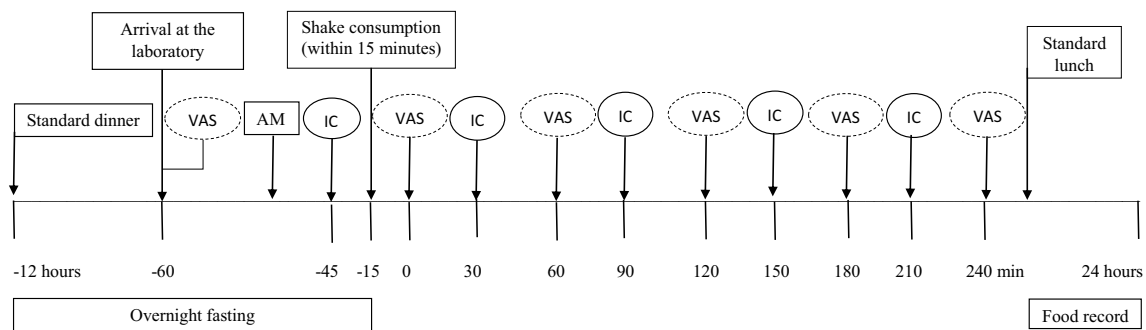 Arrival at the
laboratory
Shake consumption
(within 15 minutes)
Standard
lunch
Standard dinner
VAS
AM
IC
VAS
IC
VAS
IC
VAS
IC
VAS
IC
VAS
-12 hours
-60
-45
-15
0
30
60
90
120
150
180
210
240 min
24 hours
Overnight fasting
Food record